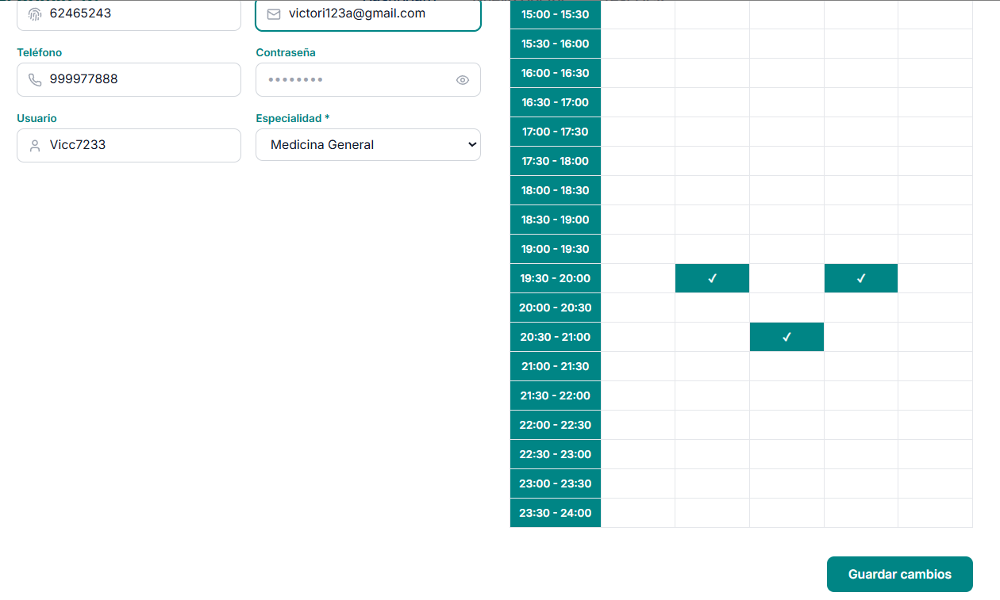 62465243
victori123a@gmail.com
Teléfono
Contraseña
999977888
••••••••
Usuario
Especialidad *
Vicc7233
Medicina General
15:00 - 15:30
15:30 - 16:00
16:00 - 16:30
16:30 - 17:00
17:00 - 17:30
17:30 - 18:00
18:00 - 18:30
18:30 - 19:00
19:00 - 19:30
19:30 - 20:00 ✓ ✓
20:00 - 20:30
20:30 - 21:00 ✓
21:00 - 21:30
21:30 - 22:00
22:00 - 22:30
22:30 - 23:00
23:00 - 23:30
23:30 - 24:00
Guardar cambios